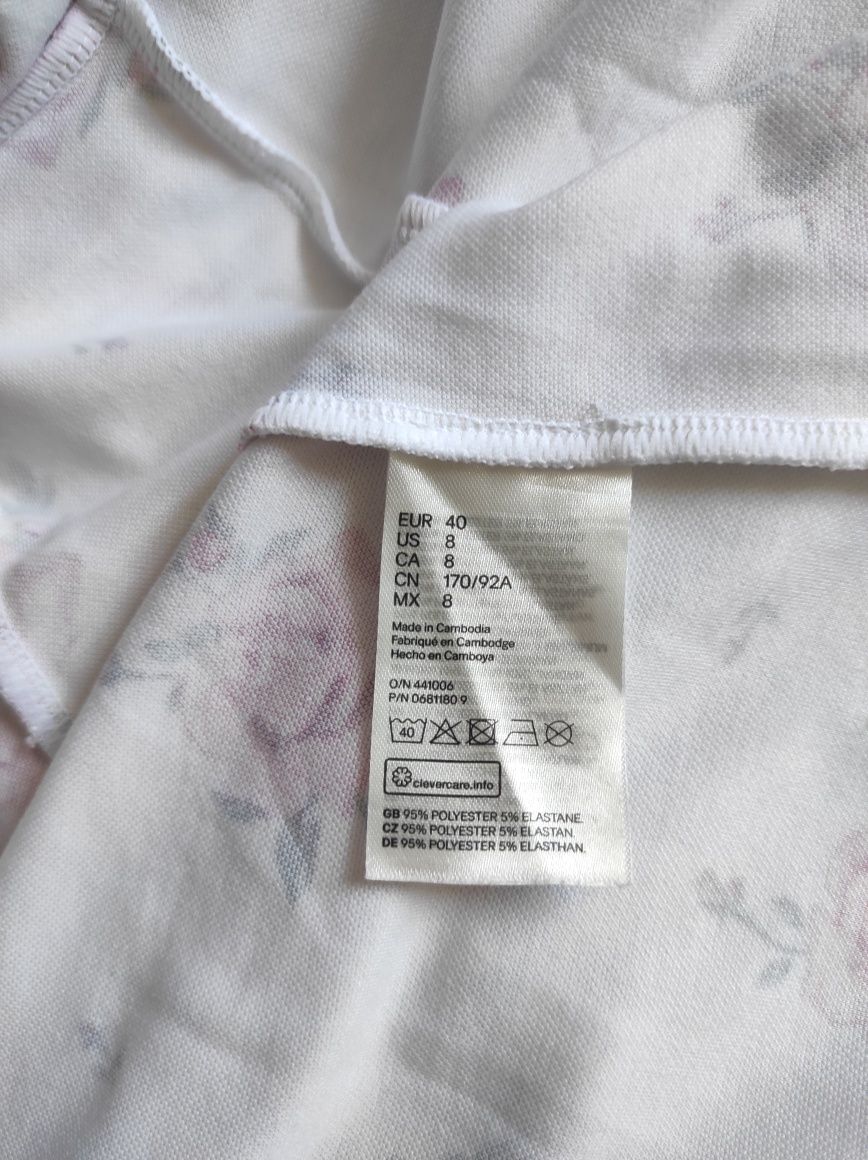 EUR 40
US 8
CA 8
CN 170/92A
MX 8
Made in Cambodia
Fabriqué en Cambodge
Hecho en Camboya
O/N 441006
P/N 0681180 9
40
clevercare.info
GB 95% POLYESTER 5% ELASTANE.
CZ 95% POLYESTER 5% ELASTAN.
DE 95% POLYESTER 5% ELASTHAN.